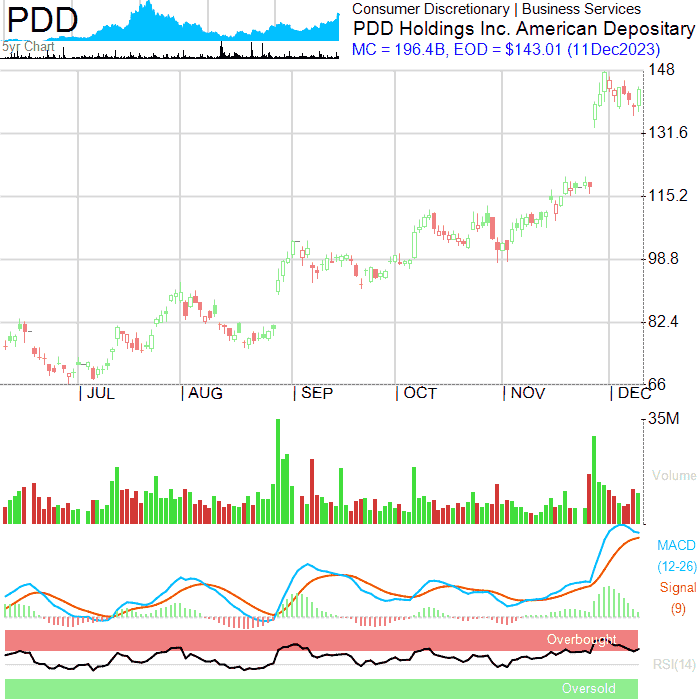 PDD
5yr Chart
Consumer Discretionary | Business Services
PDD Holdings Inc. American Depositary
MC = 196.4B, EOD = $143.01 (11Dec2023)
148
131.6
115.2
98.8
82.4
66
JUL AUG SEP OCT NOV DEC
35M
Volume
MACD
(12-26)
Signal
(9)
Overbought
RSI(14)
Oversold